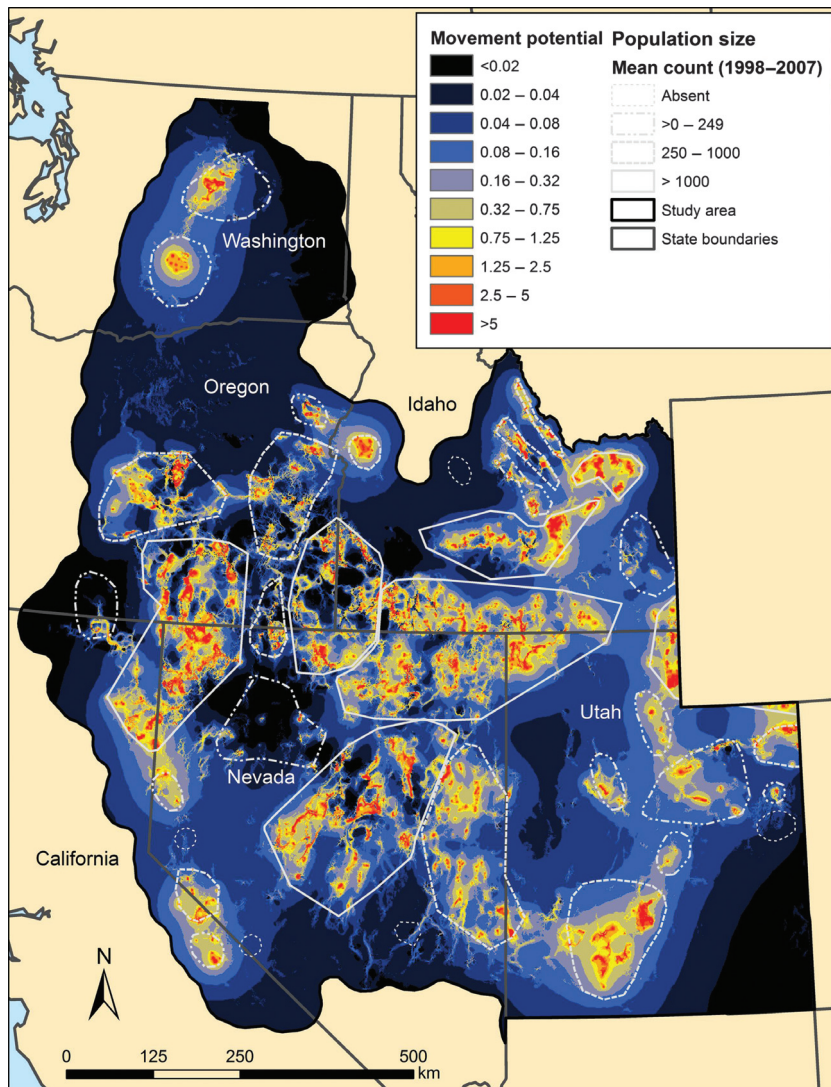 Movement potential
<0.02
0.02 – 0.04
0.04 – 0.08
0.08 – 0.16
0.16 – 0.32
0.32 – 0.75
0.75 – 1.25
1.25 – 2.5
2.5 – 5
>5
Population size
Mean count (1998–2007)
Absent
>0 – 249
250 – 1000
> 1000
Study area
State boundaries
Washington
Oregon
Idaho
Utah
Nevada
California
N
0 125 250 500
km